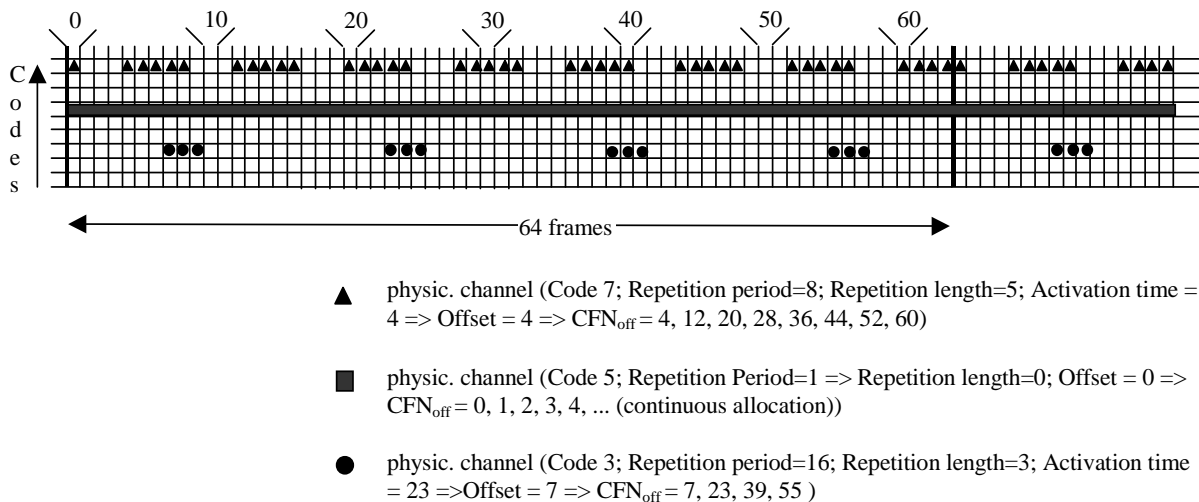 0 10 20 30 40 50 60
C
o
d
e
s
64 frames
physic. channel (Code 7; Repetition period=8; Repetition length=5; Activation time =
4 => Offset = 4 => CFNoff = 4, 12, 20, 28, 36, 44, 52, 60)
physic. channel (Code 5; Repetition Period=1 => Repetition length=0; Offset = 0 =>
CFNoff = 0, 1, 2, 3, 4, ... (continuous allocation))
physic. channel (Code 3; Repetition period=16; Repetition length=3; Activation time
= 23 =>Offset = 7 => CFNoff = 7, 23, 39, 55 )